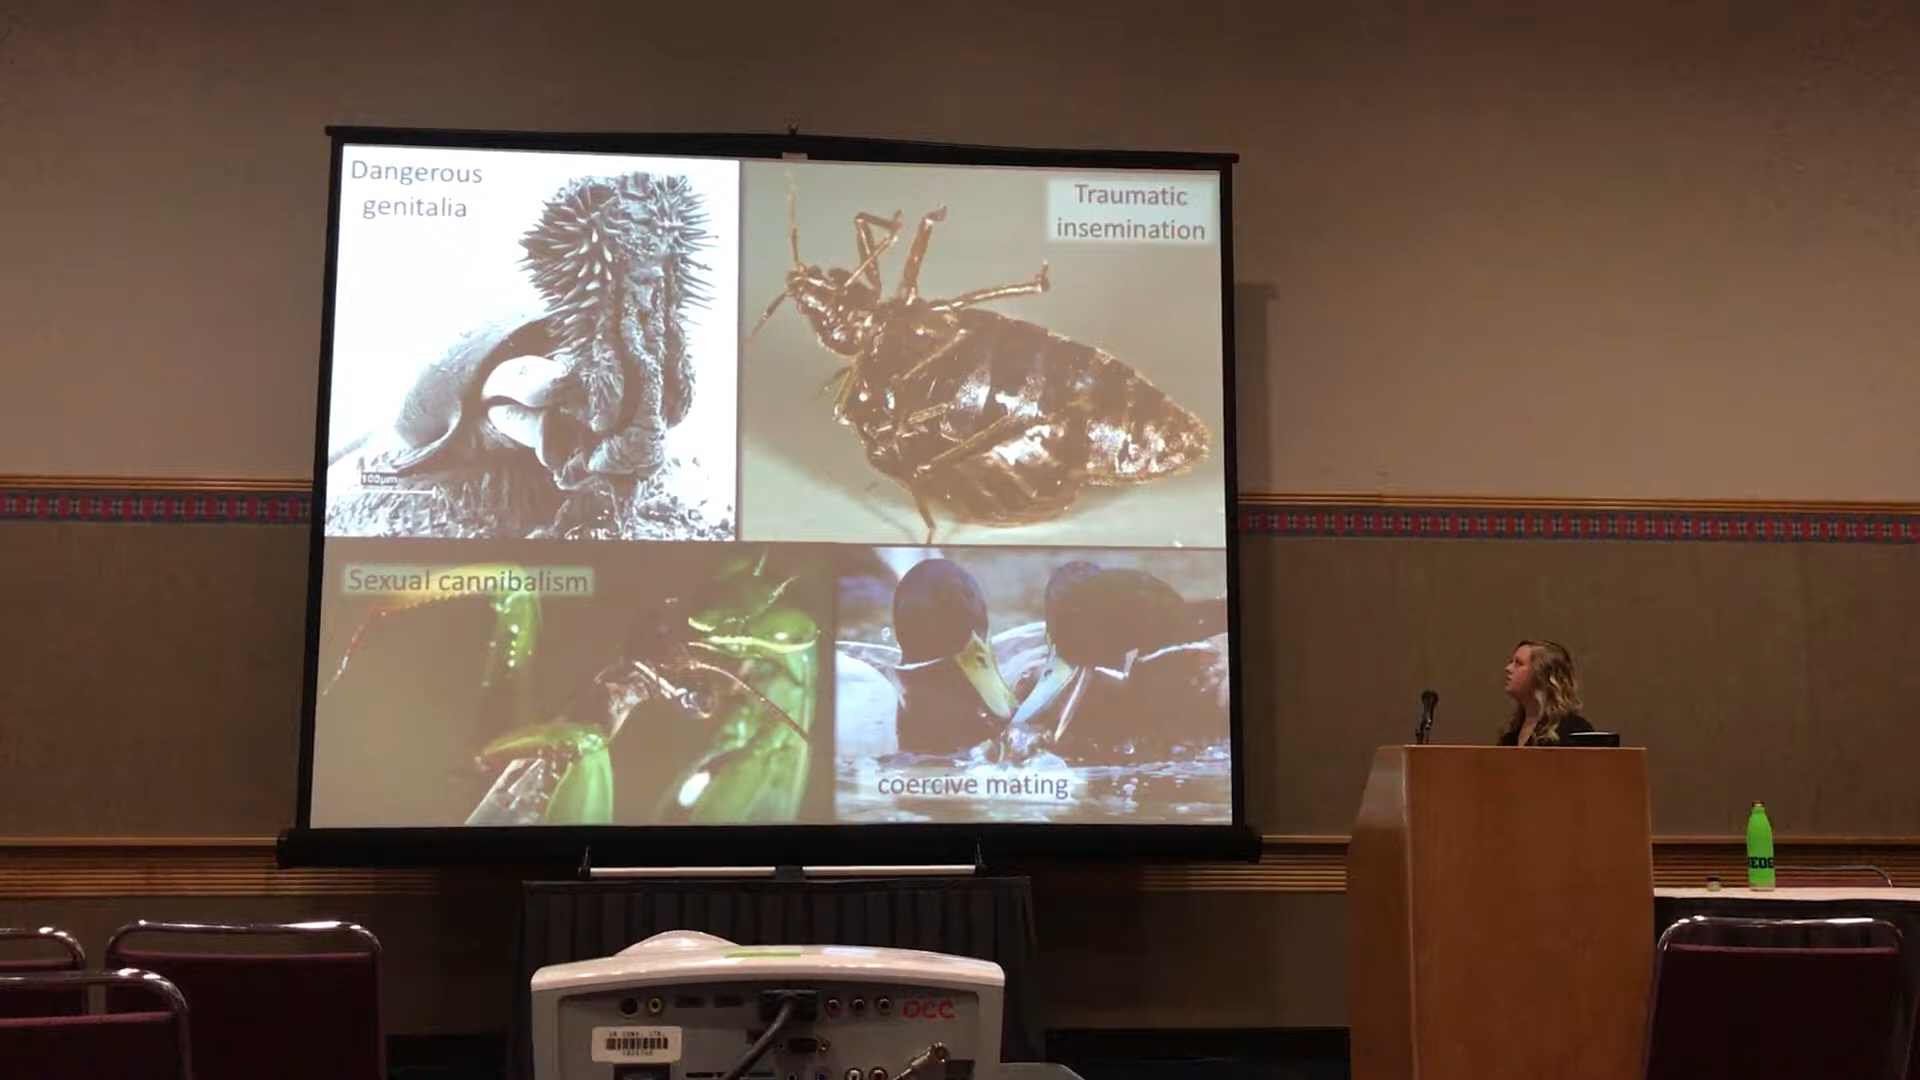 Dangerous
genitalia
Traumatic
insemination
100µm
Sexual cannibalism
coercive mating
OCC